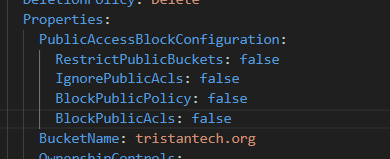 DeletionPolicy: Delete
Properties:
PublicAccessBlockConfiguration:
RestrictPublicBuckets: false
IgnorePublicAcls: false
BlockPublicPolicy: false
BlockPublicAcls: false
BucketName: tristantech.org
OwnershipControls: